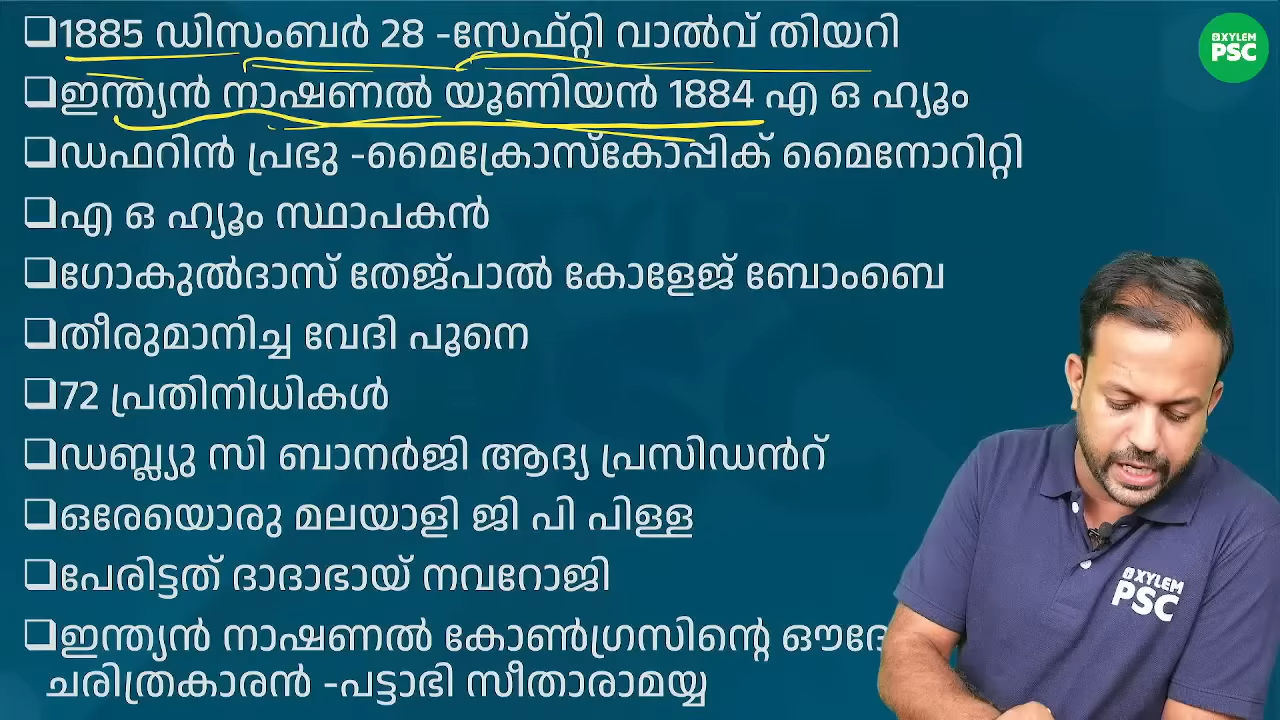 ❑1885 ഡിസംബർ 28 -സേഫ്റ്റി വാൽവ് തിയറി
❑ഇന്ത്യൻ നാഷണൽ യൂണിയൻ 1884 എ ഒ ഹ്യൂം
❑ഡഫറിൻ പ്രഭു -മൈക്രോസ്കോപ്പിക് മൈനോറിറ്റി
❑എ ഒ ഹ്യൂം സ്ഥാപകൻ
❑ഗോകുൽദാസ് തേജ്പാൽ കോളേജ് ബോംബെ
❑തീരുമാനിച്ച വേദി പൂനെ
❑72 പ്രതിനിധികൾ
❑ഡബ്ല്യു സി ബാനർജി ആദ്യ പ്രസിഡൻറ്
❑ഒരേയൊരു മലയാളി ജി പി പിള്ള
❑പേരിട്ടത് ദാദാഭായ് നവറോജി
❑ഇന്ത്യൻ നാഷണൽ കോൺഗ്രസിന്റെ
ചരിത്രകാരൻ -പട്ടാഭി സീതാരാമയ്യ
XYLEM
PSC
XYLEM
PSC